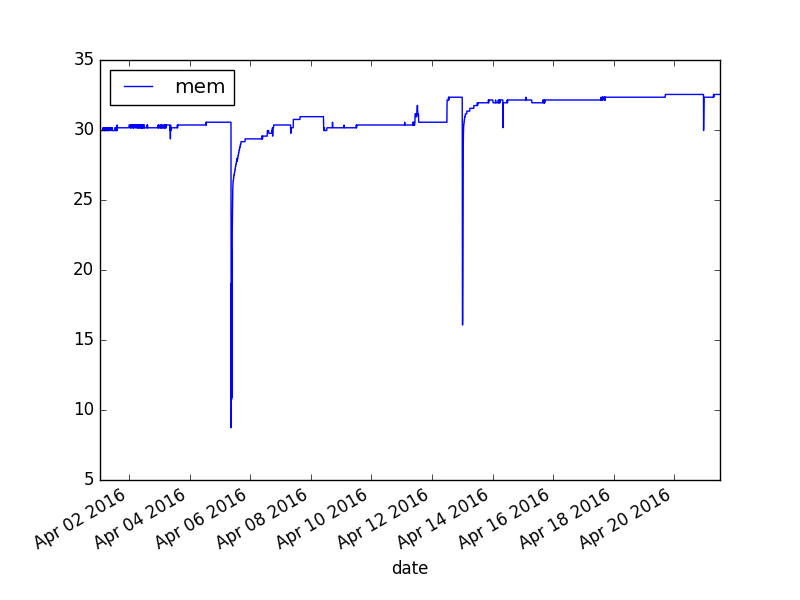 35
mem
30
25
20
15
10
5
Apr 02 2016
Apr 04 2016
Apr 06 2016
Apr 08 2016
Apr 10 2016
Apr 12 2016
Apr 14 2016
Apr 16 2016
Apr 18 2016
Apr 20 2016
date